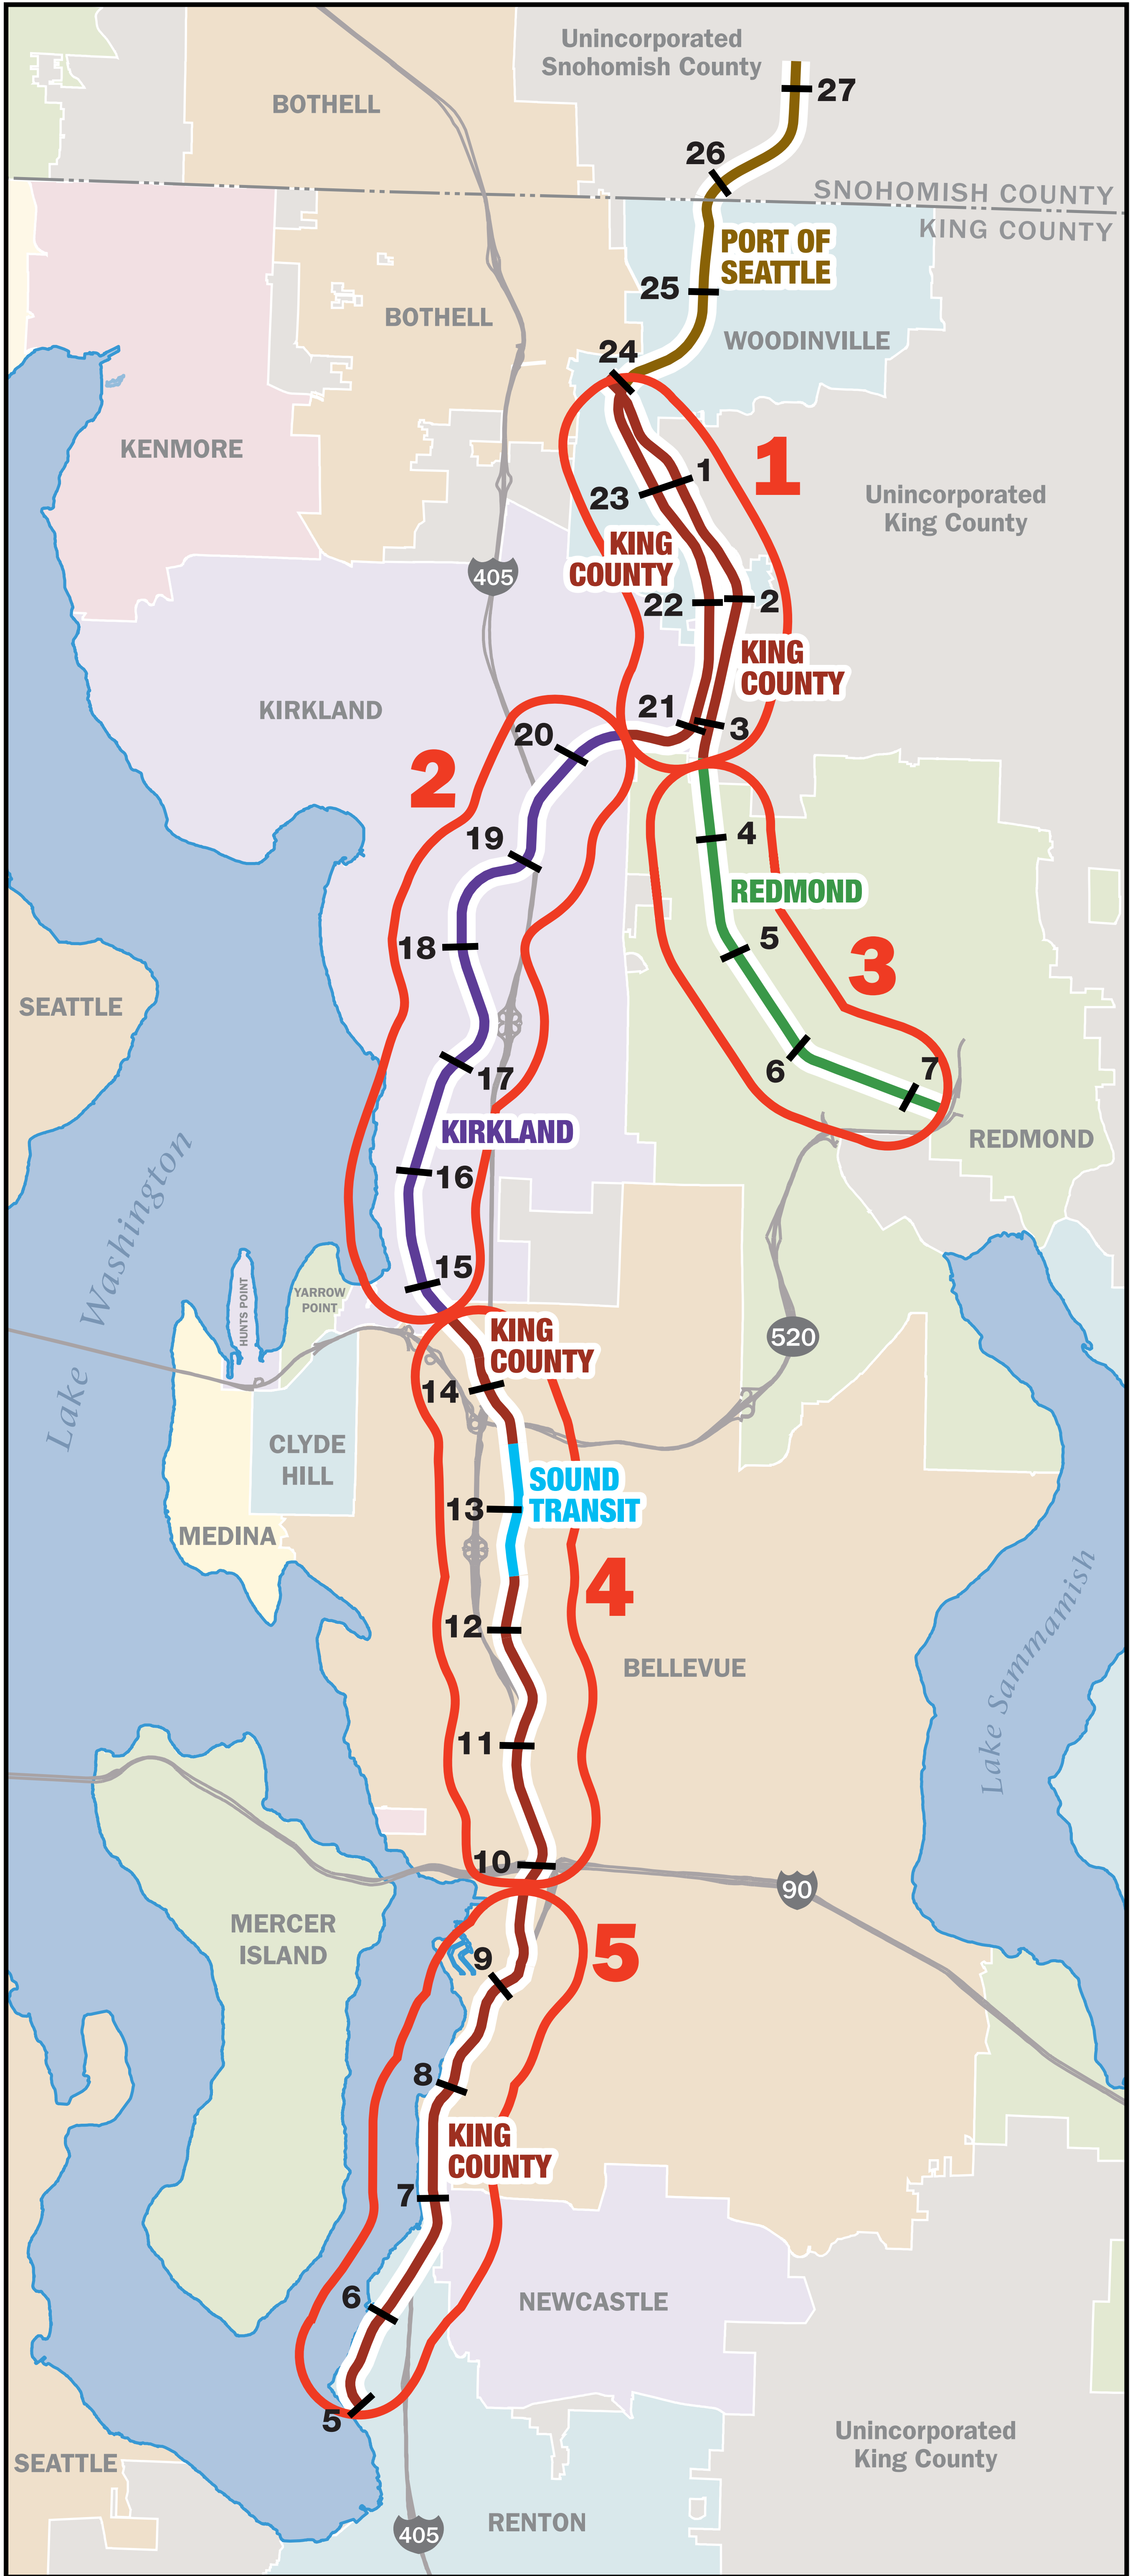 Unincorporated
Snohomish County
27
BOTHELL
26
SNOHOMISH COUNTY
KING COUNTY
PORT OF
SEATTLE
25
BOTHELL
WOODINVILLE
24
KENMORE
1
1
23
Unincorporated
King County
KING
COUNTY
405
22
2
KING
COUNTY
KIRKLAND
21
3
20
2
19
4
REDMOND
18
5
3
SEATTLE
6
7
17
KIRKLAND
REDMOND
16
Lake Washington
15
YARROW
POINT
HUNTS POINT
KING
COUNTY
520
14
CLYDE
HILL
SOUND
TRANSIT
13
MEDINA
4
12
BELLEVUE
Lake Sammamish
11
10
90
MERCER
ISLAND
5
9
8
KING
COUNTY
7
6
NEWCASTLE
5
Unincorporated
King County
SEATTLE
RENTON
405